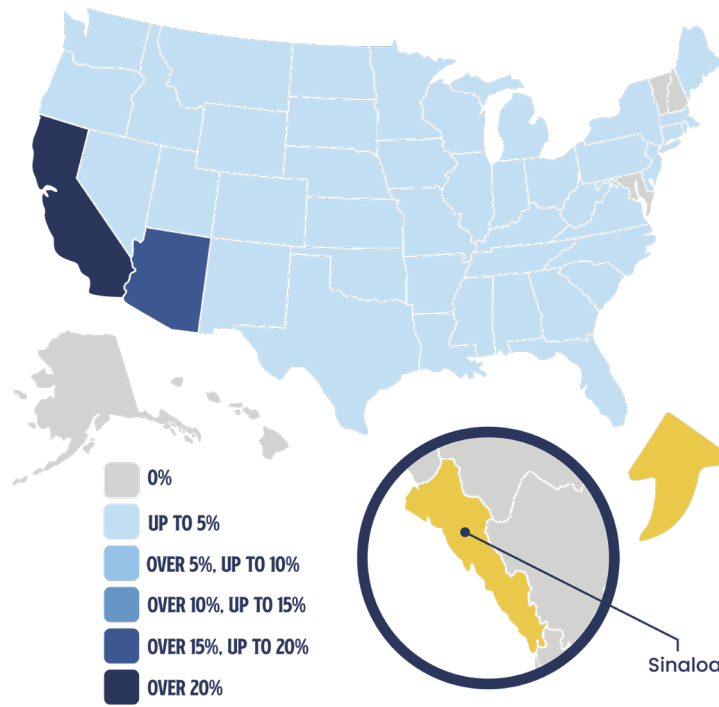 0%
UP TO 5%
OVER 5%, UP TO 10%
OVER 10%, UP TO 15%
OVER 15%, UP TO 20%
OVER 20%
Sinaloa